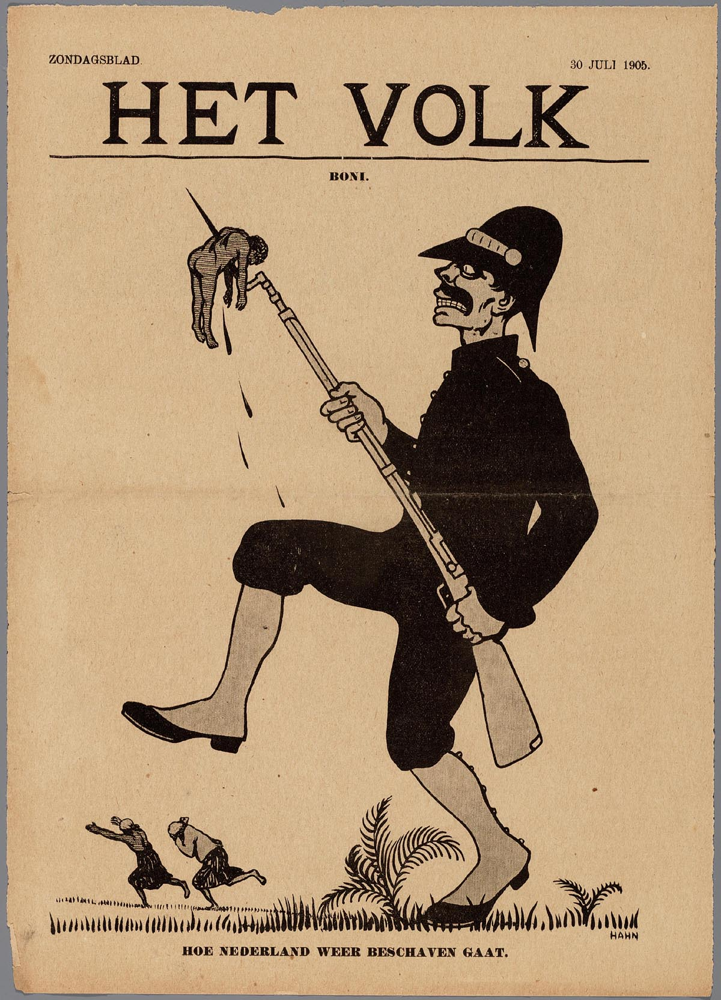 ZONDAGSBLAD.
30 JULI 1905.
HET VOLK
BONI.
HAHN
HOE NEDERLAND WEER BESCHAVEN GAAT.